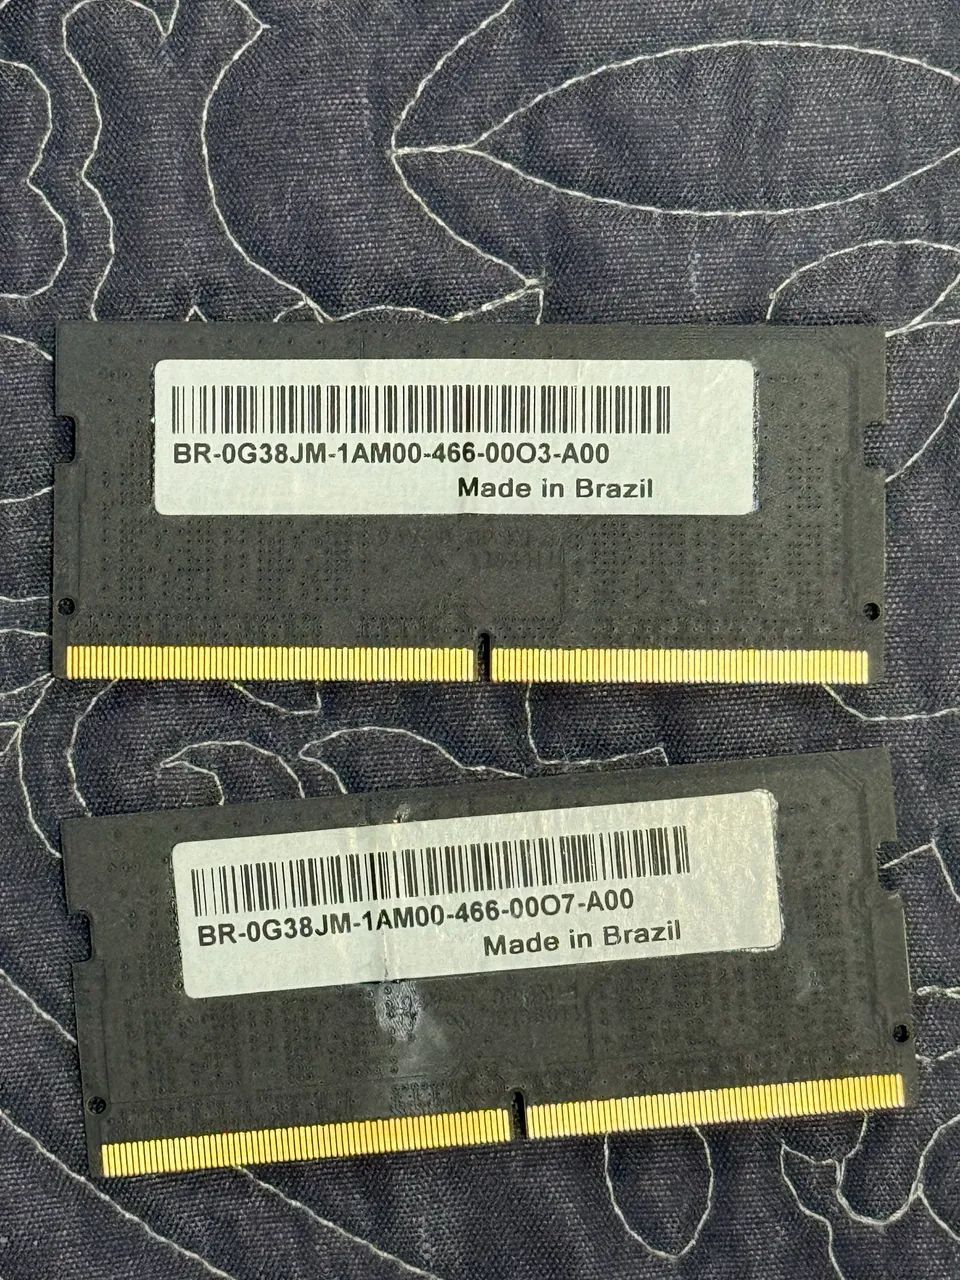 BR-0G38JM-1AM00-466-00O3-A00
Made in Brazil
BR-0G38JM-1AM00-466-00O7-A00
Made in Brazil